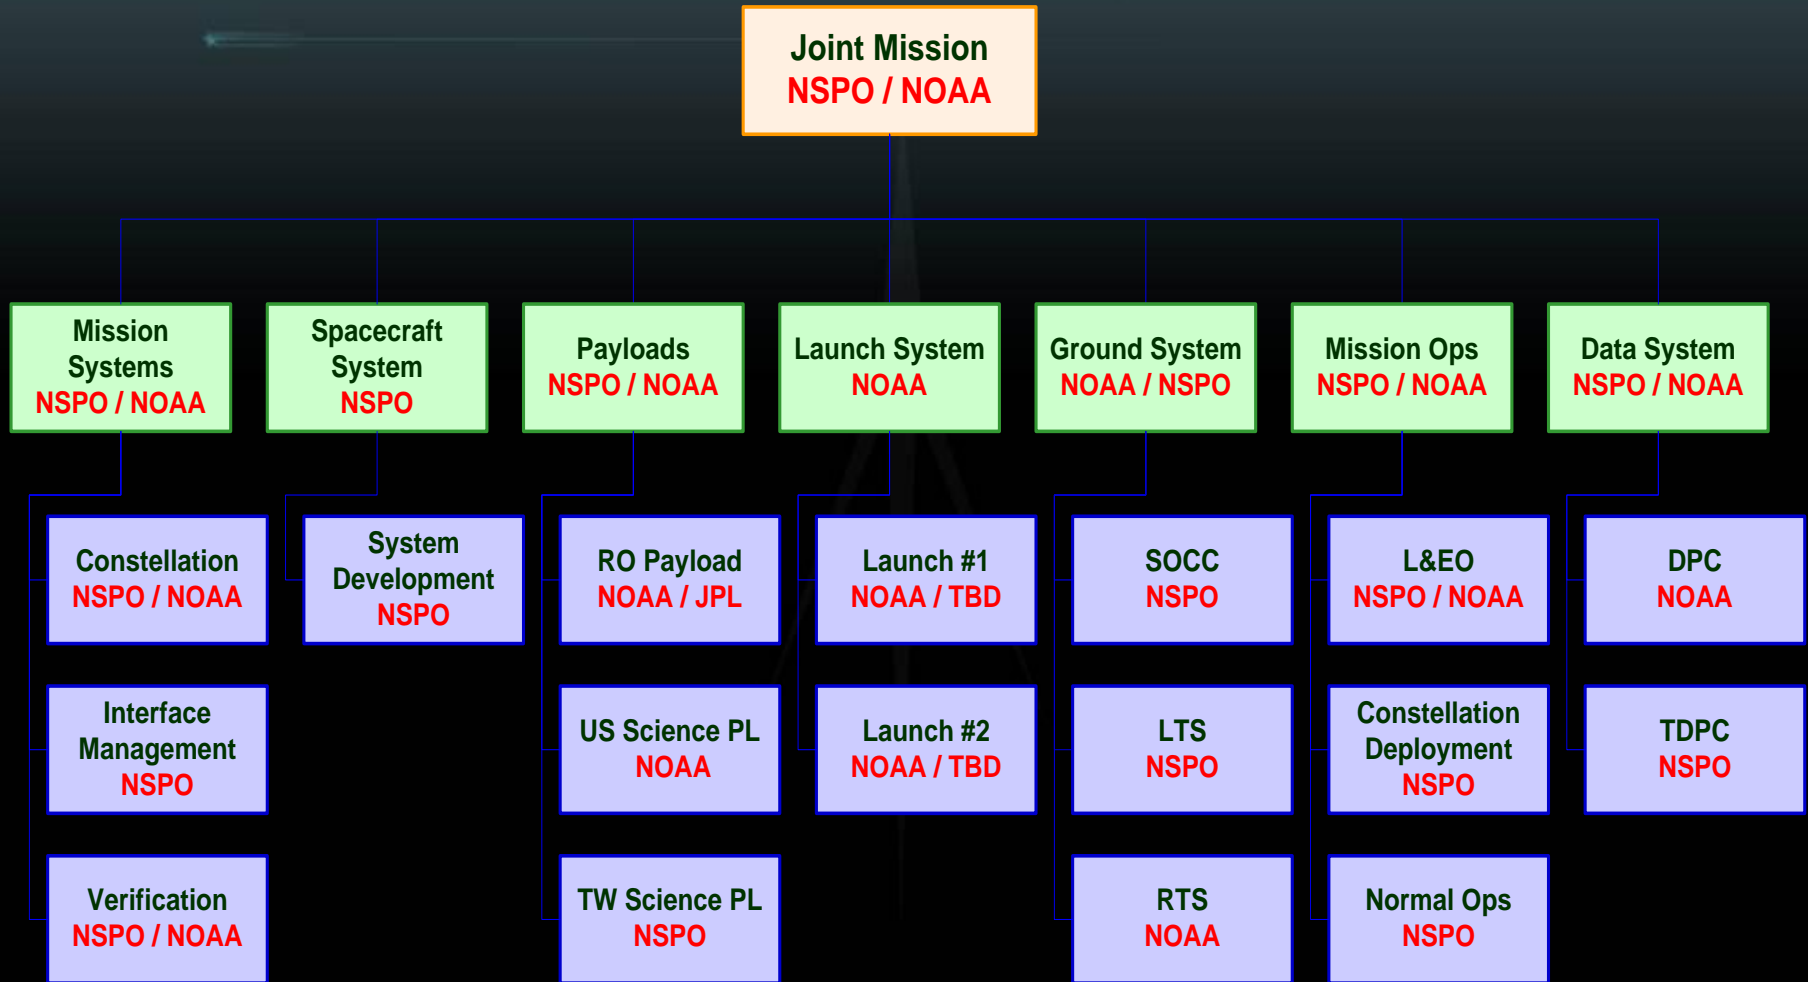 Joint Mission
NSPO / NOAA
Mission
Systems
NSPO / NOAA
Spacecraft
System
NSPO
Payloads
NSPO / NOAA
Launch System
NOAA
Ground System
NOAA / NSPO
Mission Ops
NSPO / NOAA
Data System
NSPO / NOAA
Constellation
NSPO / NOAA
System
Development
NSPO
RO Payload
NOAA / JPL
Launch #1
NOAA / TBD
SOCC
NSPO
L&EO
NSPO / NOAA
DPC
NOAA
Interface
Management
NSPO
US Science PL
NOAA
Launch #2
NOAA / TBD
LTS
NSPO
Constellation
Deployment
NSPO
TDPC
NSPO
Verification
NSPO / NOAA
TW Science PL
NSPO
RTS
NOAA
Normal Ops
NSPO